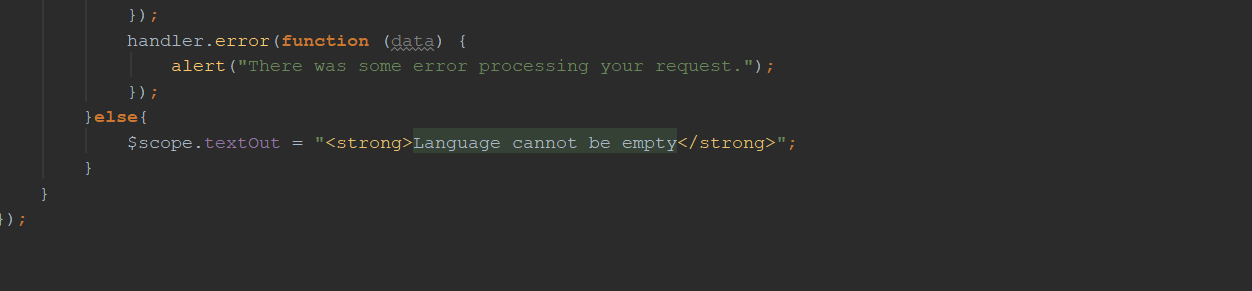 });
handler.error(function (data) {
alert("There was some error processing your request.");
});
}else{
$scope.textOut = "<strong>Language cannot be empty</strong>";
}
}
});